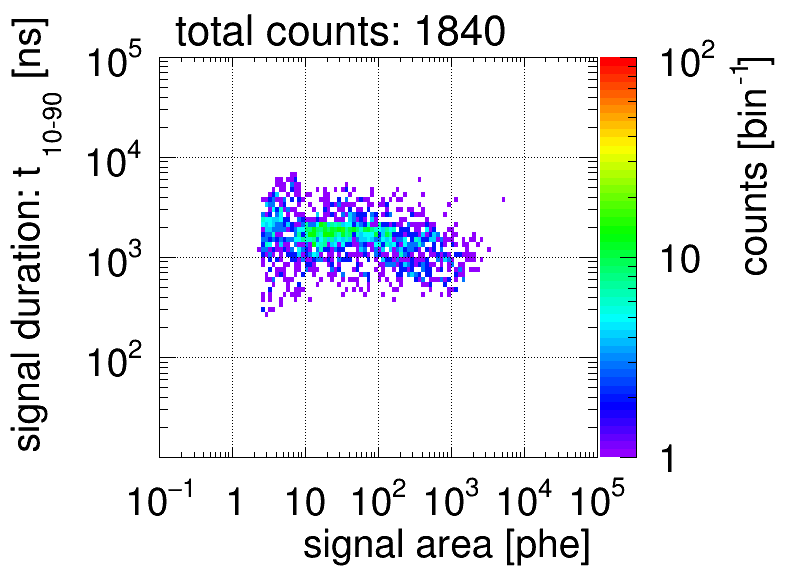 total counts: 1840
signal duration: t 10-90 [ns]
10^5
10^4
10^3
10^2
10^−1 1 10 10^2 10^3 10^4 10^5
signal area [phe]
10^2
10
1
counts [bin^-1]